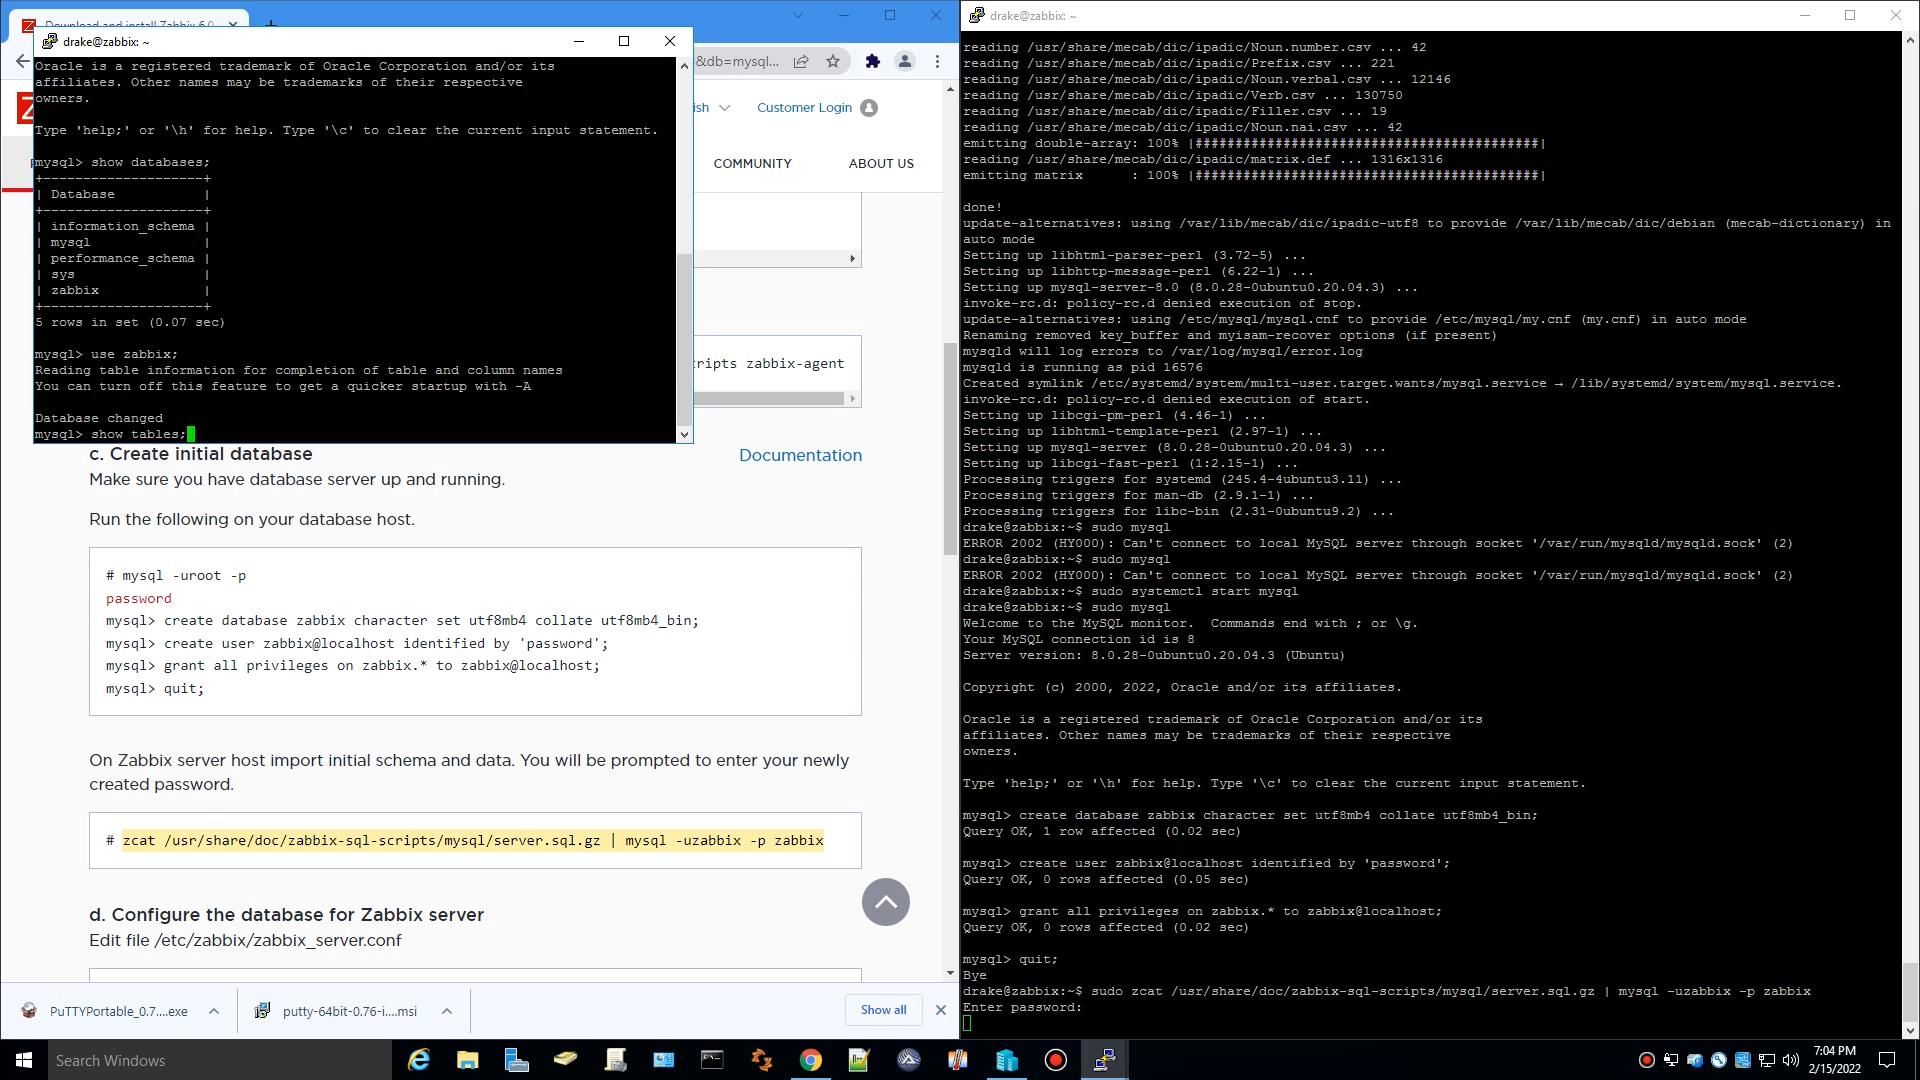 Download and install Zabbix 6.0
drake@zabbix: ~
&db=mysql...
Customer Login
COMMUNITY
ABOUT US
Oracle is a registered trademark of Oracle Corporation and/or its
affiliates. Other names may be trademarks of their respective
owners.
Type 'help;' or '\h' for help. Type '\c' to clear the current input statement.
mysql> show databases;
+--------------------+
| Database           |
+--------------------+
| information_schema |
| mysql              |
| performance_schema |
| sys                |
| zabbix             |
+--------------------+
5 rows in set (0.07 sec)
mysql> use zabbix;
Reading table information for completion of table and column names
You can turn off this feature to get a quicker startup with -A
Database changed
mysql> show tables;
zabbix-agent
c. Create initial database
Documentation
Make sure you have database server up and running.
Run the following on your database host.
# mysql -uroot -p
password
mysql> create database zabbix character set utf8mb4 collate utf8mb4_bin;
mysql> create user zabbix@localhost identified by 'password';
mysql> grant all privileges on zabbix.* to zabbix@localhost;
mysql> quit;
On Zabbix server host import initial schema and data. You will be prompted to enter your newly
created password.
# zcat /usr/share/doc/zabbix-sql-scripts/mysql/server.sql.gz | mysql -uzabbix -p zabbix
d. Configure the database for Zabbix server
Edit file /etc/zabbix/zabbix_server.conf
PuTTYPortable_0.7....exe
putty-64bit-0.76-i....msi
Show all
drake@zabbix: ~
reading /usr/share/mecab/dic/ipadic/Noun.number.csv ... 42
reading /usr/share/mecab/dic/ipadic/Prefix.csv ... 221
reading /usr/share/mecab/dic/ipadic/Noun.verbal.csv ... 12146
reading /usr/share/mecab/dic/ipadic/Verb.csv ... 130750
reading /usr/share/mecab/dic/ipadic/Filler.csv ... 19
reading /usr/share/mecab/dic/ipadic/Noun.nai.csv ... 42
emitting double-array: 100% |###########################################|
reading /usr/share/mecab/dic/ipadic/matrix.def ... 1316x1316
emitting matrix      : 100% |###########################################|
done!
update-alternatives: using /var/lib/mecab/dic/ipadic-utf8 to provide /var/lib/mecab/dic/debian (mecab-dictionary) in
auto mode
Setting up libhtml-parser-perl (3.72-5) ...
Setting up libhttp-message-perl (6.22-1) ...
Setting up mysql-server-8.0 (8.0.28-0ubuntu0.20.04.3) ...
invoke-rc.d: policy-rc.d denied execution of stop.
update-alternatives: using /etc/mysql/mysql.cnf to provide /etc/mysql/my.cnf (my.cnf) in auto mode
Renaming removed key_buffer and myisam-recover options (if present)
mysqld will log errors to /var/log/mysql/error.log
mysqld is running as pid 16576
Created symlink /etc/systemd/system/multi-user.target.wants/mysql.service → /lib/systemd/system/mysql.service.
invoke-rc.d: policy-rc.d denied execution of start.
Setting up libcgi-pm-perl (4.46-1) ...
Setting up libhtml-template-perl (2.97-1) ...
Setting up mysql-server (8.0.28-0ubuntu0.20.04.3) ...
Setting up libcgi-fast-perl (1:2.15-1) ...
Processing triggers for systemd (245.4-4ubuntu3.11) ...
Processing triggers for man-db (2.9.1-1) ...
Processing triggers for libc-bin (2.31-0ubuntu9.2) ...
drake@zabbix:~$ sudo mysql
ERROR 2002 (HY000): Can't connect to local MySQL server through socket '/var/run/mysqld/mysqld.sock' (2)
drake@zabbix:~$ sudo mysql
ERROR 2002 (HY000): Can't connect to local MySQL server through socket '/var/run/mysqld/mysqld.sock' (2)
drake@zabbix:~$ sudo systemctl start mysql
drake@zabbix:~$ sudo mysql
Welcome to the MySQL monitor.  Commands end with ; or \g.
Your MySQL connection id is 8
Server version: 8.0.28-0ubuntu0.20.04.3 (Ubuntu)
Copyright (c) 2000, 2022, Oracle and/or its affiliates.
Oracle is a registered trademark of Oracle Corporation and/or its
affiliates. Other names may be trademarks of their respective
owners.
Type 'help;' or '\h' for help. Type '\c' to clear the current input statement.
mysql> create database zabbix character set utf8mb4 collate utf8mb4_bin;
Query OK, 1 row affected (0.02 sec)
mysql> create user zabbix@localhost identified by 'password';
Query OK, 0 rows affected (0.05 sec)
mysql> grant all privileges on zabbix.* to zabbix@localhost;
Query OK, 0 rows affected (0.02 sec)
mysql> quit;
Bye
drake@zabbix:~$ sudo zcat /usr/share/doc/zabbix-sql-scripts/mysql/server.sql.gz | mysql -uzabbix -p zabbix
Enter password:
Search Windows
7:04 PM
2/15/2022